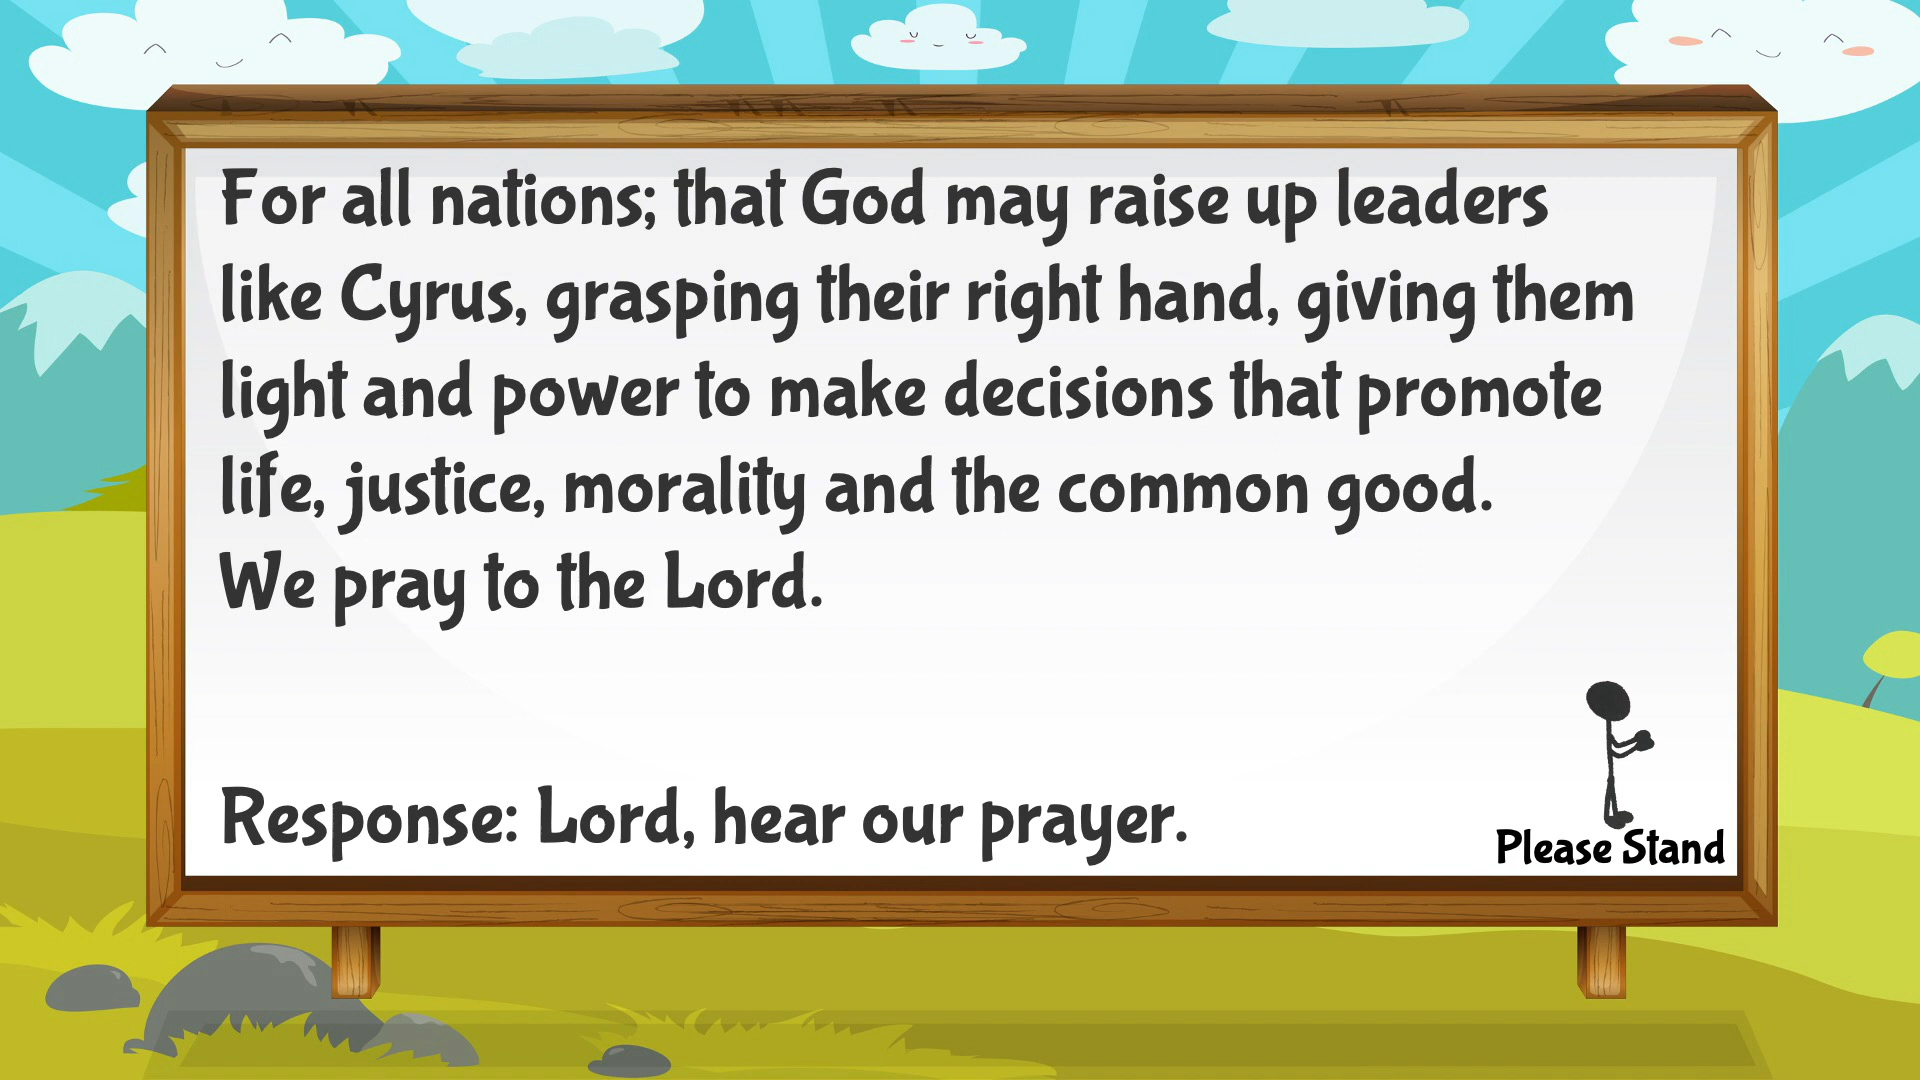 For all nations; that God may raise up leaders
like Cyrus, grasping their right hand, giving them
light and power to make decisions that promote
life, justice, morality and the common good.
We pray to the Lord.
Response: Lord, hear our prayer.
Please Stand